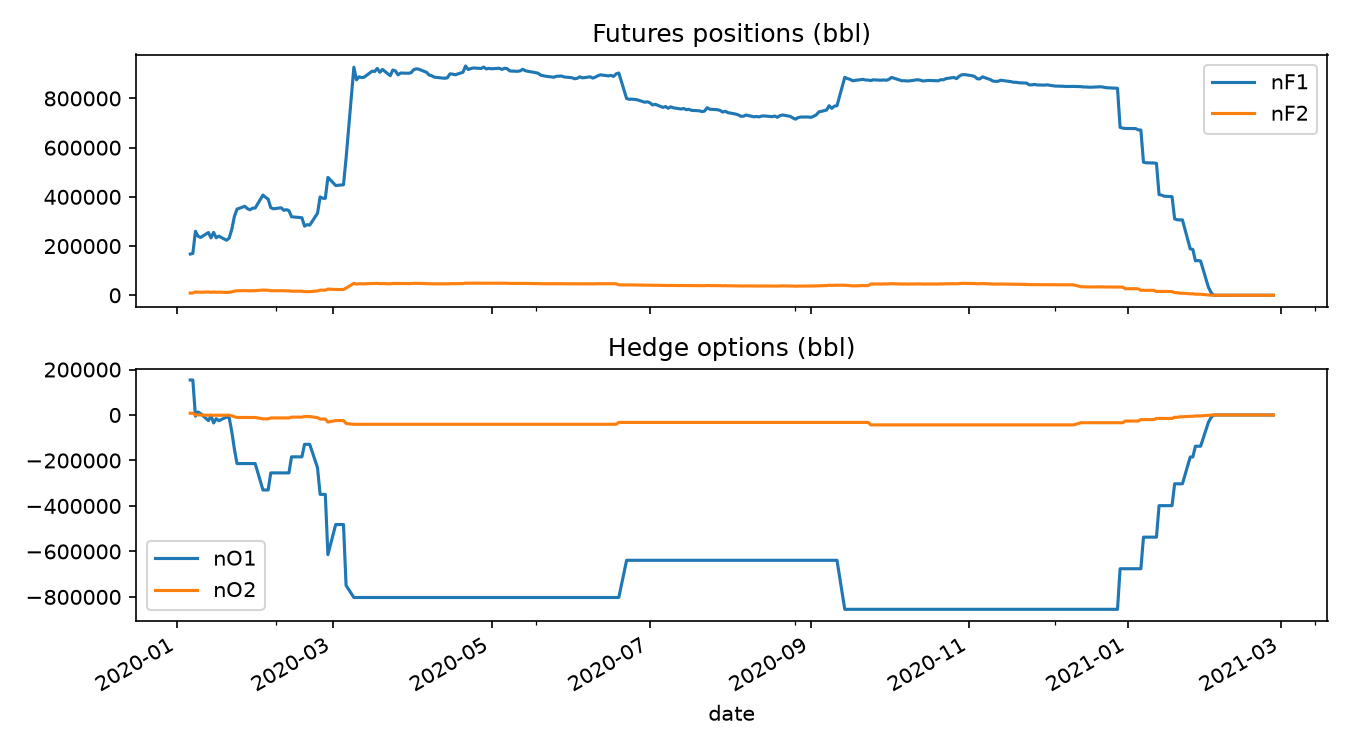 Futures positions (bbl)
800000
600000
400000
200000
0
nF1
nF2
Hedge options (bbl)
200000
0
−200000
−400000
−600000
−800000
nO1
nO2
2020-01
2020-03
2020-05
2020-07
2020-09
2020-11
2021-01
2021-03
date